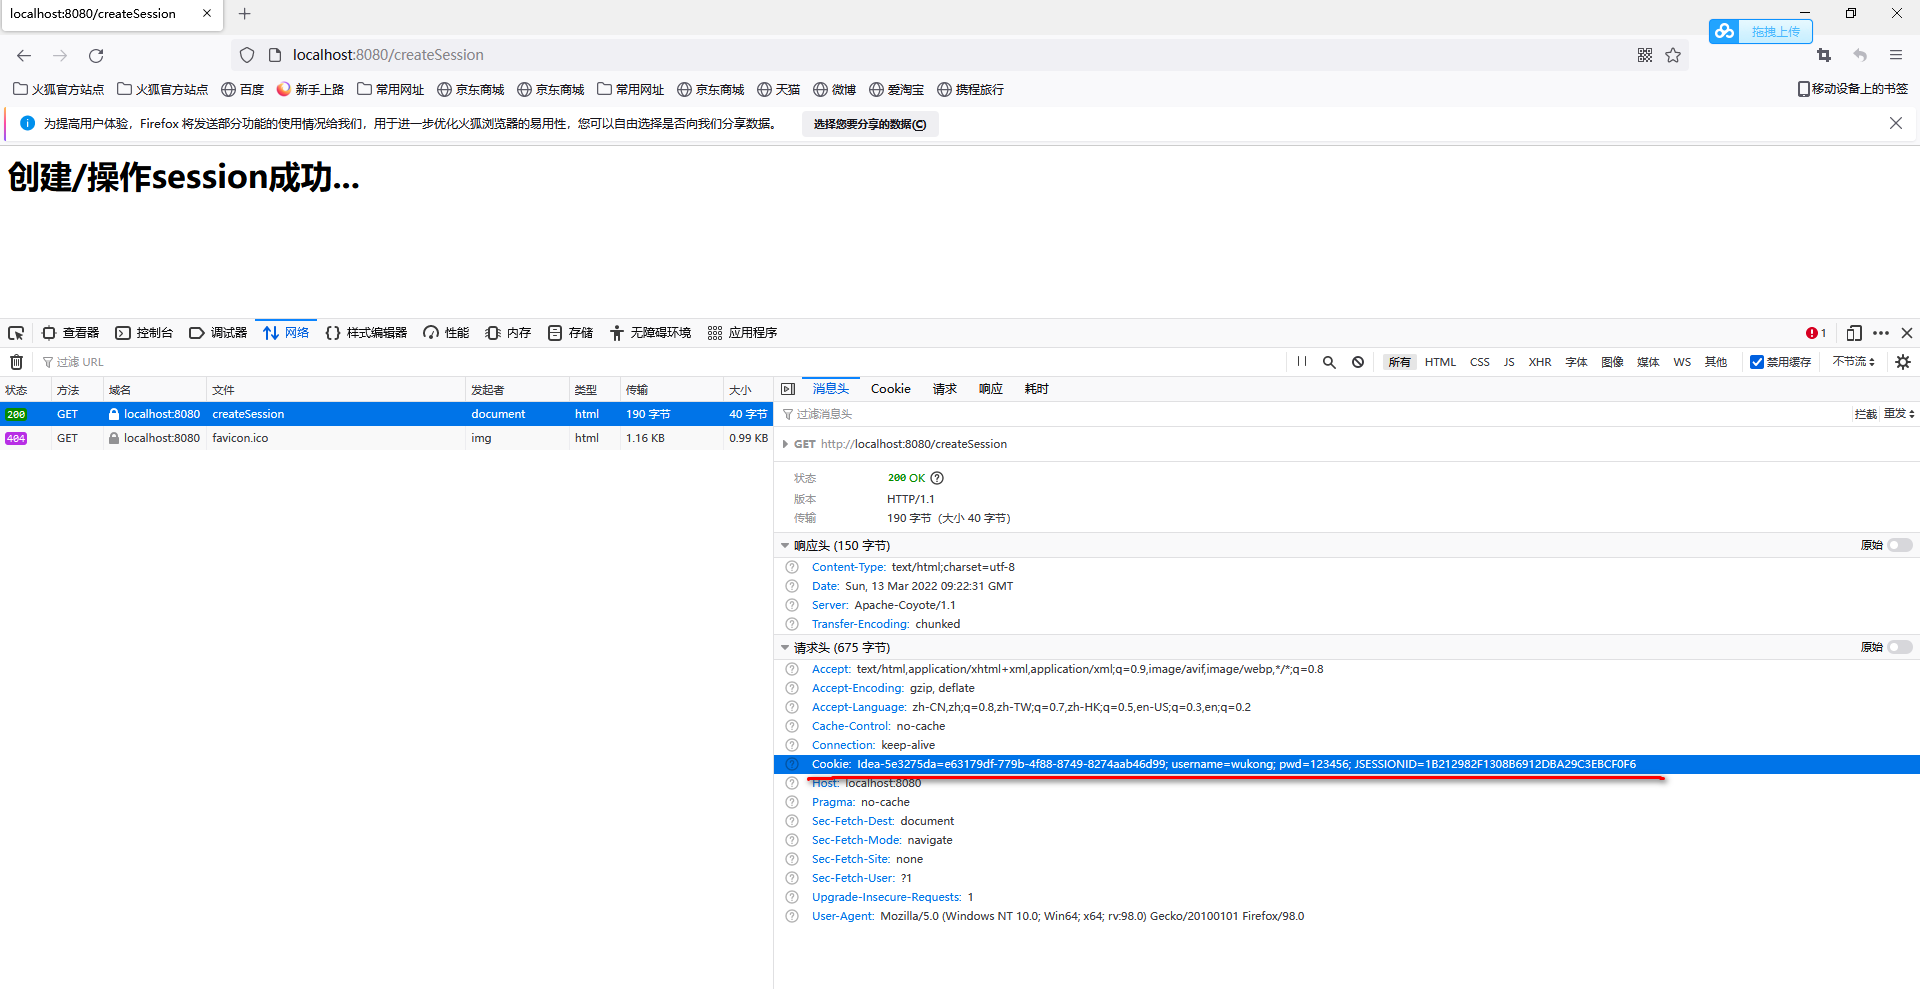 localhost:8080/createSession
拖拽上传
localhost:8080/createSession
火狐官方站点 火狐官方站点 百度 新手上路 常用网址 京东商城 京东商城 常用网址 京东商城 天猫 微博 爱淘宝 携程旅行 移动设备上的书签
为提高用户体验，Firefox 将发送部分功能的使用情况给我们，用于进一步优化火狐浏览器的易用性，您可以自由选择是否向我们分享数据。 选择您要分享的数据(C)
创建/操作session成功...
查看器 控制台 调试器 网络 样式编辑器 性能 内存 存储 无障碍环境 应用程序 1
过滤 URL 所有 HTML CSS JS XHR 字体 图像 媒体 WS 其他 禁用缓存 不节流
状态 方法 域名 文件 发起者 类型 传输 大小
200 GET localhost:8080 createSession document html 190 字节 40 字节
404 GET localhost:8080 favicon.ico img html 1.16 KB 0.99 KB
消息头 Cookie 请求 响应 耗时
过滤消息头 拦截 重发
GET http://localhost:8080/createSession
状态 200 OK
版本 HTTP/1.1
传输 190 字节 (大小 40 字节)
响应头 (150 字节) 原始
Content-Type: text/html;charset=utf-8
Date: Sun, 13 Mar 2022 09:22:31 GMT
Server: Apache-Coyote/1.1
Transfer-Encoding: chunked
请求头 (675 字节) 原始
Accept: text/html,application/xhtml+xml,application/xml;q=0.9,image/avif,image/webp,*/*;q=0.8
Accept-Encoding: gzip, deflate
Accept-Language: zh-CN,zh;q=0.8,zh-TW;q=0.7,zh-HK;q=0.5,en-US;q=0.3,en;q=0.2
Cache-Control: no-cache
Connection: keep-alive
Cookie: Idea-5e3275da=e63179df-779b-4f88-8749-8274aab46d99; username=wukong; pwd=123456; JSESSIONID=1B212982F1308B6912DBA29C3EBCF0F6
Host: localhost:8080
Pragma: no-cache
Sec-Fetch-Dest: document
Sec-Fetch-Mode: navigate
Sec-Fetch-Site: none
Sec-Fetch-User: ?1
Upgrade-Insecure-Requests: 1
User-Agent: Mozilla/5.0 (Windows NT 10.0; Win64; x64; rv:98.0) Gecko/20100101 Firefox/98.0